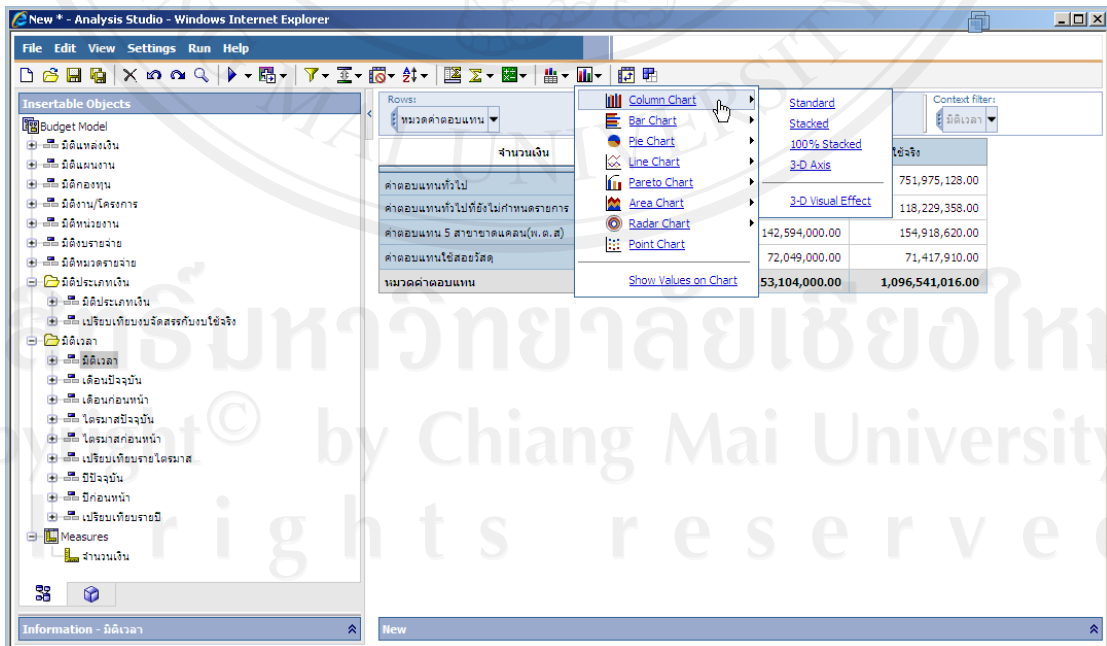 New * - Analysis Studio - Windows Internet Explorer
File Edit View Settings Run Help
Insertable Objects
Budget Model
มิติแหล่งเงิน
มิติแผนงาน
มิติกองทุน
มิติงาน/โครงการ
มิติหน่วยงาน
มิติงบรายจ่าย
มิติหมวดรายจ่าย
มิติประเภทเงิน
มิติประเภทเงิน
เปรียบเทียบงบจัดสรรกับงบใช้จริง
มิติเวลา
มิติเวลา
เดือนปัจจุบัน
เดือนก่อนหน้า
ไตรมาสปัจจุบัน
ไตรมาสก่อนหน้า
เปรียบเทียบรายไตรมาส
ปีปัจจุบัน
ปีก่อนหน้า
เปรียบเทียบรายปี
Measures
จำนวนเงิน
Information - มิติเวลา
Rows:
หมวดค่าตอบแทน
Context filter:
มิติเวลา
จำนวนเงิน ใช้จริง
ค่าตอบแทนทั่วไป 751,975,128.00
ค่าตอบแทนทั่วไปที่ยังไม่กำหนดรายการ 118,229,358.00
ค่าตอบแทน 5 สาขาขาดแคลน(พ.ต.ส) 142,594,000.00 154,918,620.00
ค่าตอบแทนใช้สอยวัสดุ 72,049,000.00 71,417,910.00
หมวดค่าตอบแทน 53,104,000.00 1,096,541,016.00
Column Chart
Bar Chart
Pie Chart
Line Chart
Pareto Chart
Area Chart
Radar Chart
Point Chart
Show Values on Chart
Standard
Stacked
100% Stacked
3-D Axis
3-D Visual Effect
New
MAI UNIVERSITY
ลิขสิทธิ์มหาวิทยาลัยเชียงใหม่
Copyright © by Chiang Mai University
rights reserved